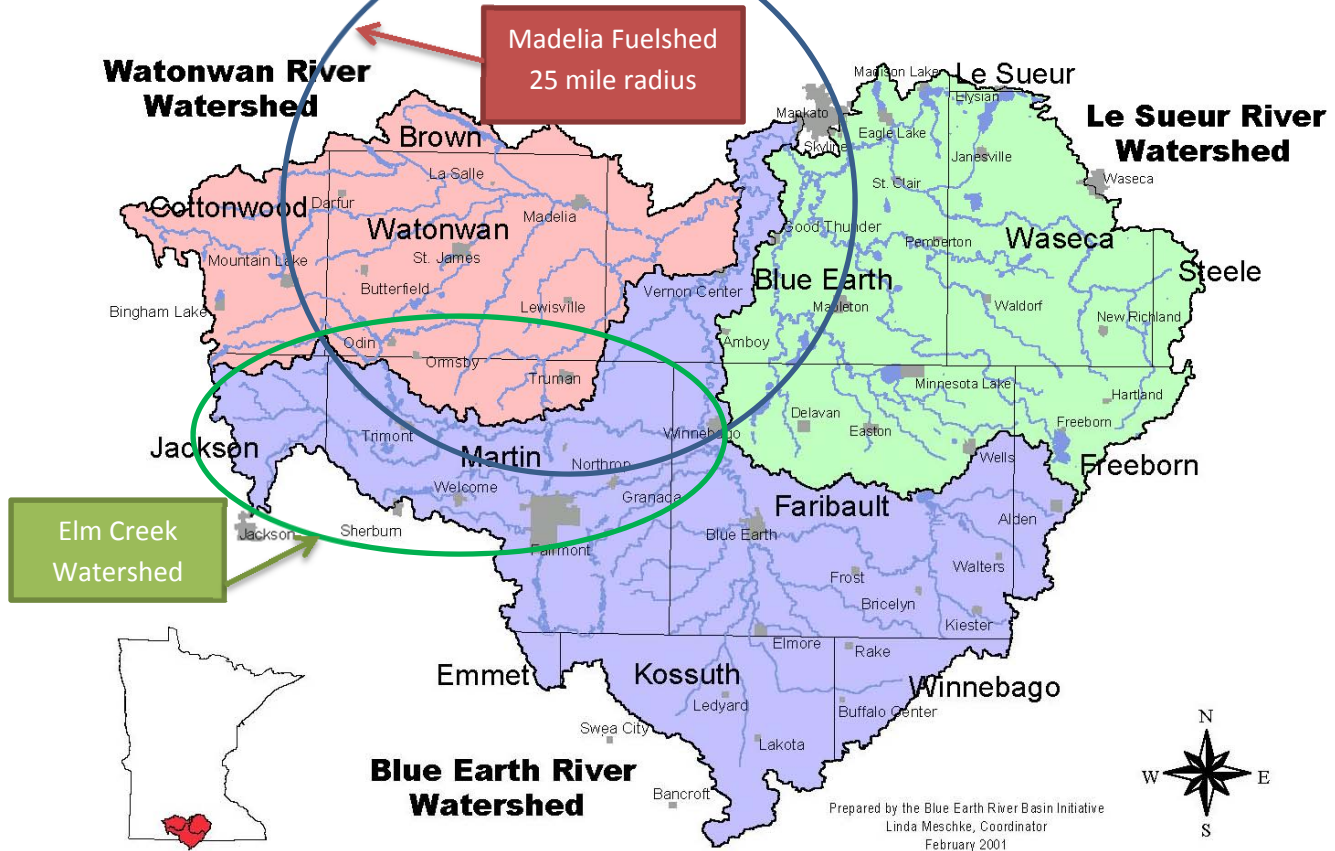 Madelia Fuelshed
25 mile radius
Watonwan River
Watershed
Le Sueur River
Watershed
Madison Lake
Le Sueur
Elysian
Mankato
Eagle Lake
Skyline
Janesville
Brown
La Salle
St. Clair
Waseca
Cottonwood
Darfur
Madelia
Watonwan
Good Thunder
Pemberton
Waseca
St. James
Mountain Lake
Steele
Butterfield
Vernon Center
Blue Earth
Bingham Lake
Lewisville
Mapleton
Waldorf
New Richland
Odin
Amboy
Ormsby
Truman
Minnesota Lake
Hartland
Delavan
Easton
Freeborn
Jackson
Trimont
Martin
Winnebago
Northrop
Wells
Freeborn
Welcome
Granada
Faribault
Alden
Elm Creek
Watershed
Jackson
Sherburn
Fairmont
Blue Earth
Walters
Frost
Bricelyn
Kiester
Elmore
Rake
Emmet
Kossuth
Winnebago
Ledyard
Buffalo Center
Swea City
Lakota
Blue Earth River
Watershed
Bancroft
N
W
E
S
Prepared by the Blue Earth River Basin Initiative
Linda Meschke, Coordinator
February 2001